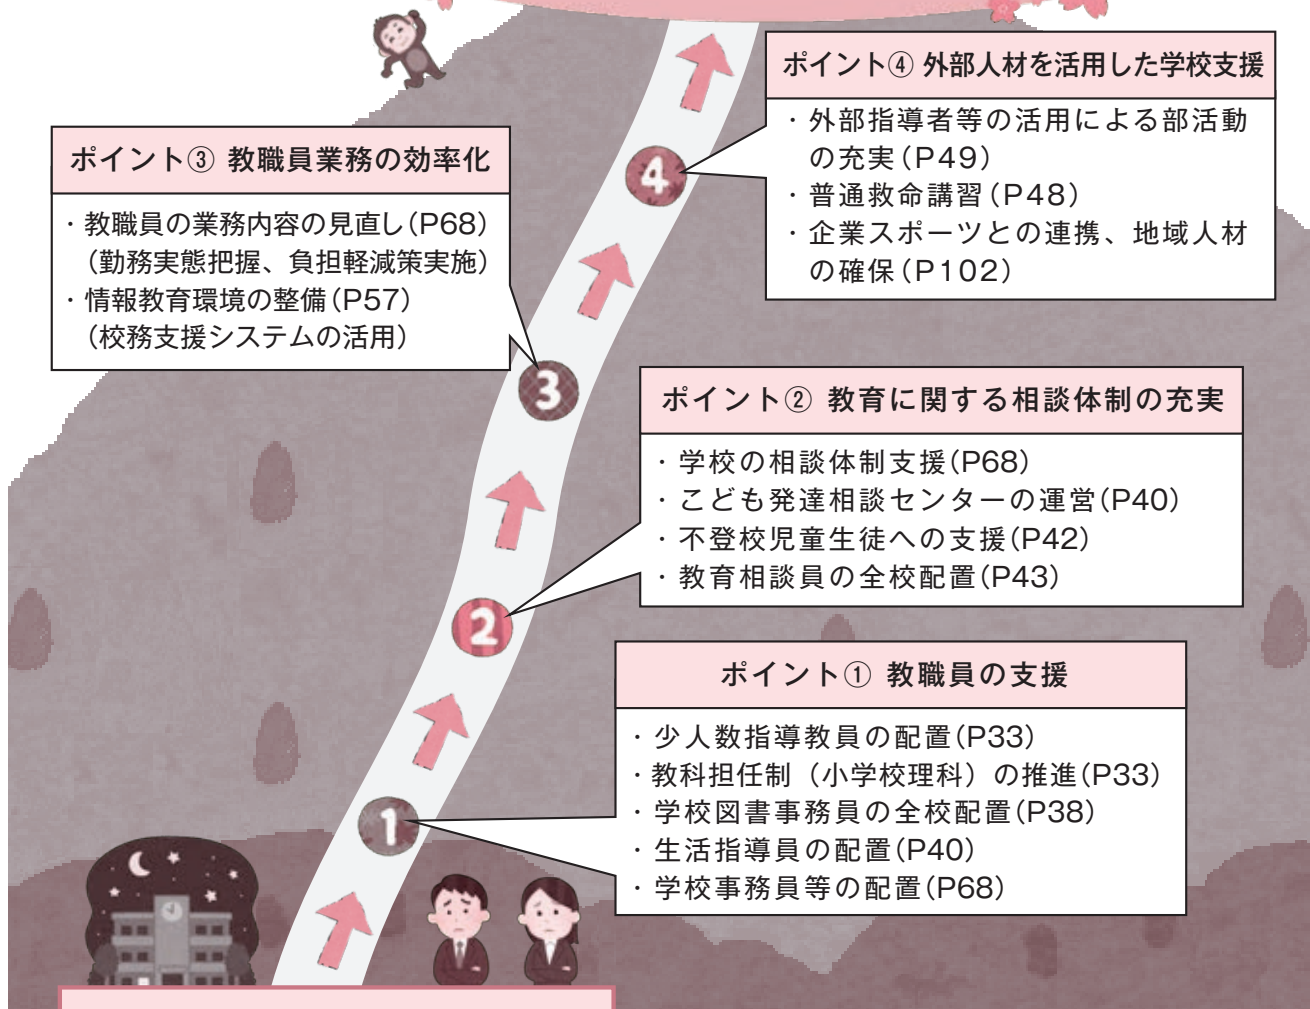 ポイント④ 外部人材を活用した学校支援
・外部指導者等の活用による部活動
の充実(P49)
・普通救命講習(P48)
・企業スポーツとの連携、地域人材
の確保(P102)
ポイント③ 教職員業務の効率化
・教職員の業務内容の見直し(P68)
(勤務実態把握、負担軽減策実施)
・情報教育環境の整備(P57)
(校務支援システムの活用)
ポイント② 教育に関する相談体制の充実
・学校の相談体制支援(P68)
・こども発達相談センターの運営(P40)
・不登校児童生徒への支援(P42)
・教育相談員の全校配置(P43)
ポイント① 教職員の支援
・少人数指導教員の配置(P33)
・教科担任制（小学校理科）の推進(P33)
・学校図書事務員の全校配置(P38)
・生活指導員の配置(P40)
・学校事務員等の配置(P68)
4
3
2
1